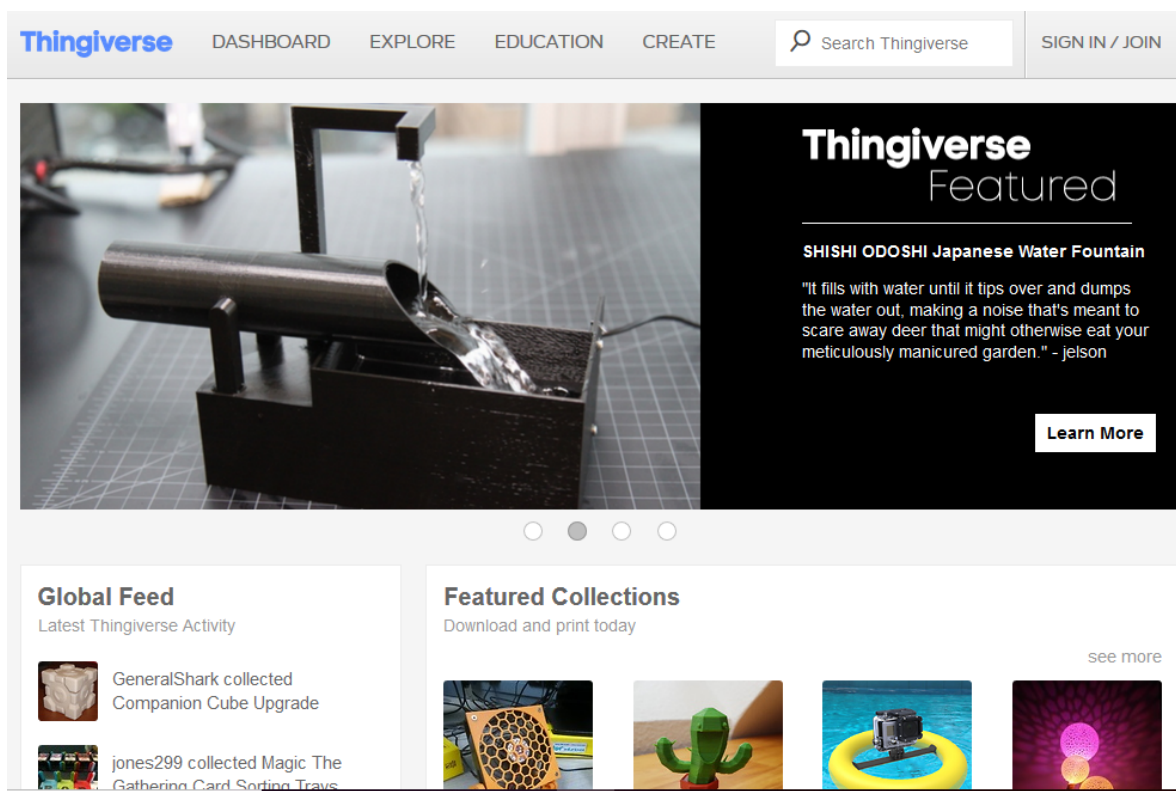 Thingiverse
DASHBOARD
EXPLORE
EDUCATION
CREATE
Search Thingiverse
SIGN IN / JOIN
Thingiverse
Featured
SHISHI ODOSHI Japanese Water Fountain
"It fills with water until it tips over and dumps
the water out, making a noise that's meant to
scare away deer that might otherwise eat your
meticulously manicured garden." - jelson
Learn More
Global Feed
Latest Thingiverse Activity
GeneralShark collected
Companion Cube Upgrade
jones299 collected Magic The
Gathering Card Sorting Trays
Featured Collections
Download and print today
see more